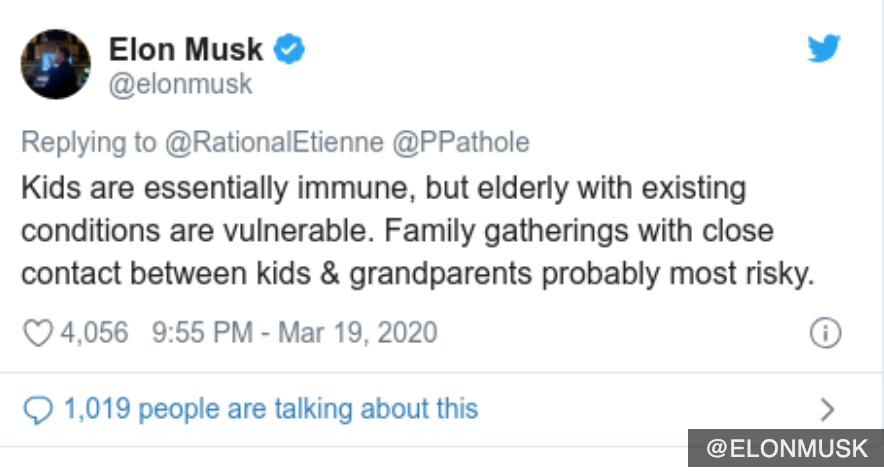 Elon Musk
@elonmusk
Replying to @RationalEtienne @PPathole
Kids are essentially immune, but elderly with existing
conditions are vulnerable. Family gatherings with close
contact between kids & grandparents probably most risky.
4,056 9:55 PM - Mar 19, 2020
1,019 people are talking about this
@ELONMUSK